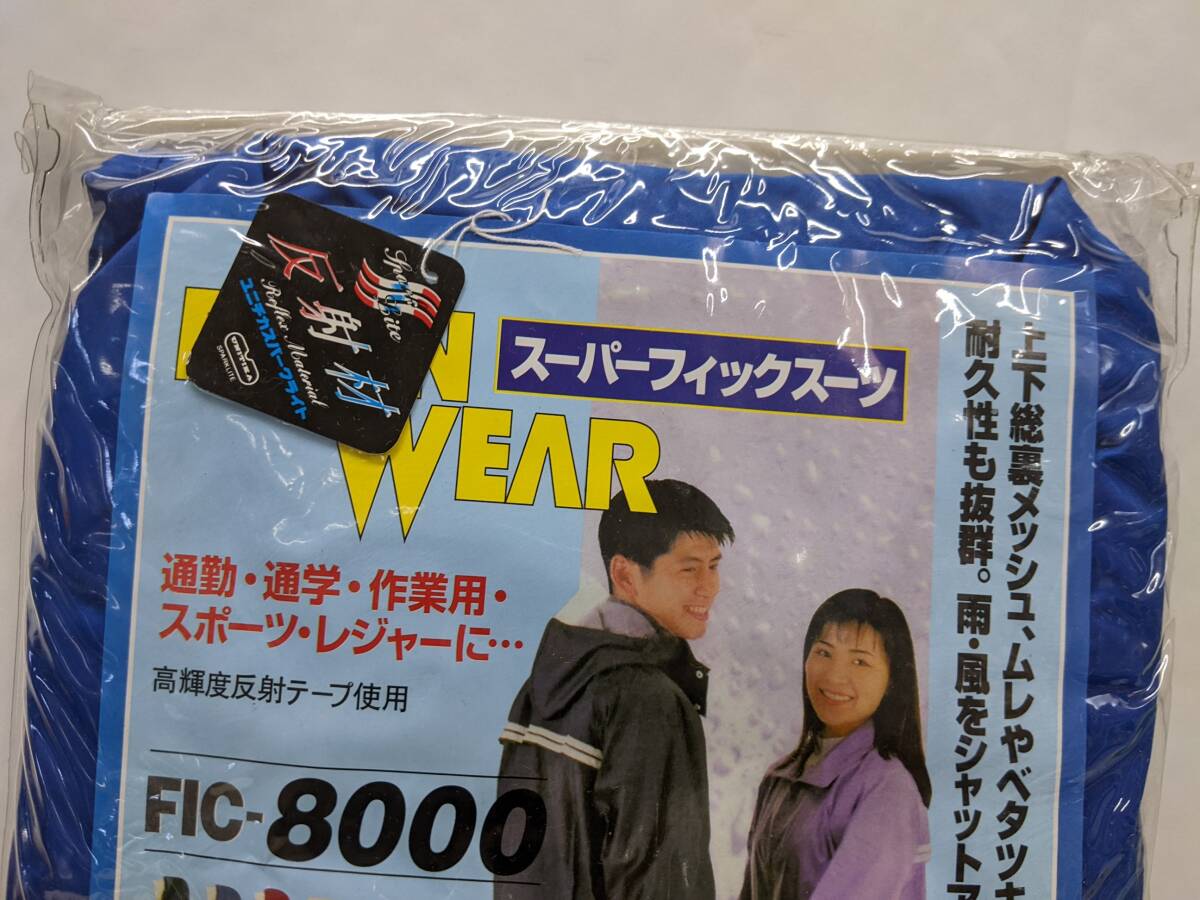 Sparklite
反射材
Reflex Material
ユニチカスパークライト
UNITIKA
SPARKLITE
WEAR
スーパーフィックスーツ
上下総裏メッシュ、ムレやベタツキ
耐久性も抜群。雨・風をシャットア
通勤・通学・作業用・
スポーツ・レジャーに…
高輝度反射テープ使用
FIC-8000